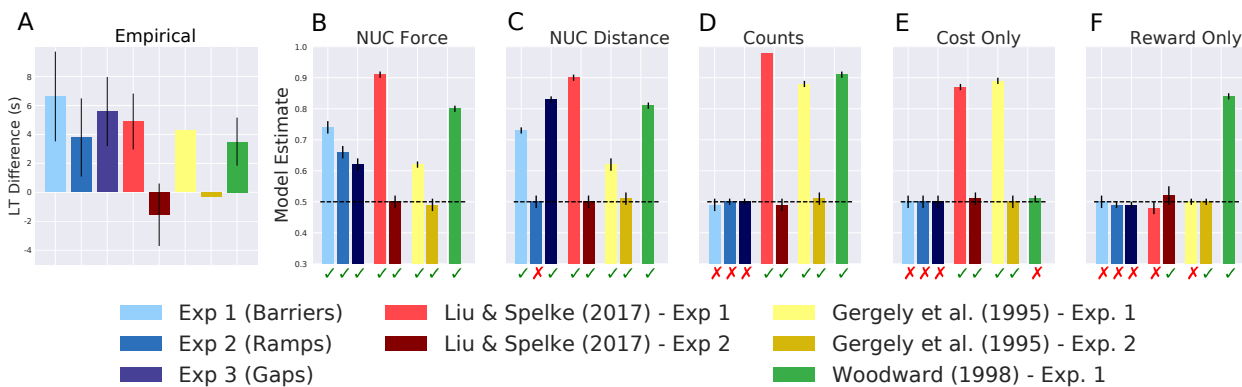 A
Empirical
B
NUC Force
C
NUC Distance
D
Counts
E
Cost Only
F
Reward Only
LT Difference (s)
8
6
4
2
0
-2
-4
Model Estimate
1.0
0.9
0.8
0.7
0.6
0.5
0.4
0.3
✓ ✓ ✓ ✓ ✓ ✓ ✓ ✓
✓ ✗ ✓ ✓ ✓ ✓ ✓ ✓
✗ ✗ ✗ ✓ ✓ ✓ ✓ ✓
✗ ✗ ✗ ✓ ✓ ✓ ✓ ✗
✗ ✗ ✗ ✗ ✓ ✗ ✓ ✓
Exp 1 (Barriers)
Exp 2 (Ramps)
Exp 3 (Gaps)
Liu & Spelke (2017) - Exp 1
Liu & Spelke (2017) - Exp 2
Gergely et al. (1995) - Exp. 1
Gergely et al. (1995) - Exp. 2
Woodward (1998) - Exp. 1